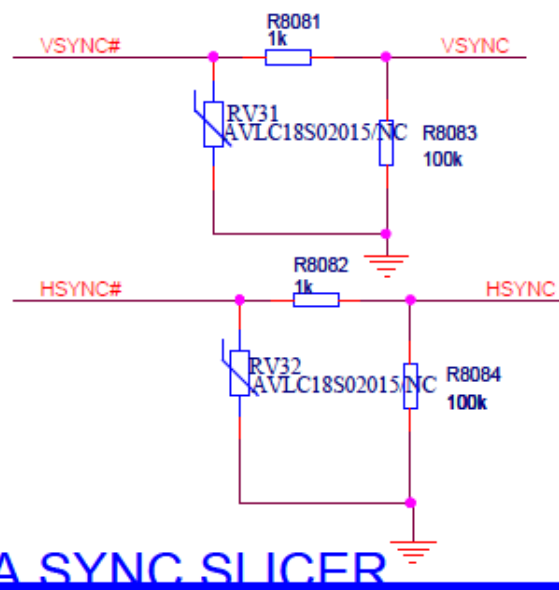 R8081
1k
VSYNC#
VSYNC
RV31
AVLC18S02015/NC
R8083
100k
R8082
1k
HSYNC#
HSYNC
RV32
AVLC18S02015/NC
R8084
100k
A SYNC SLICER